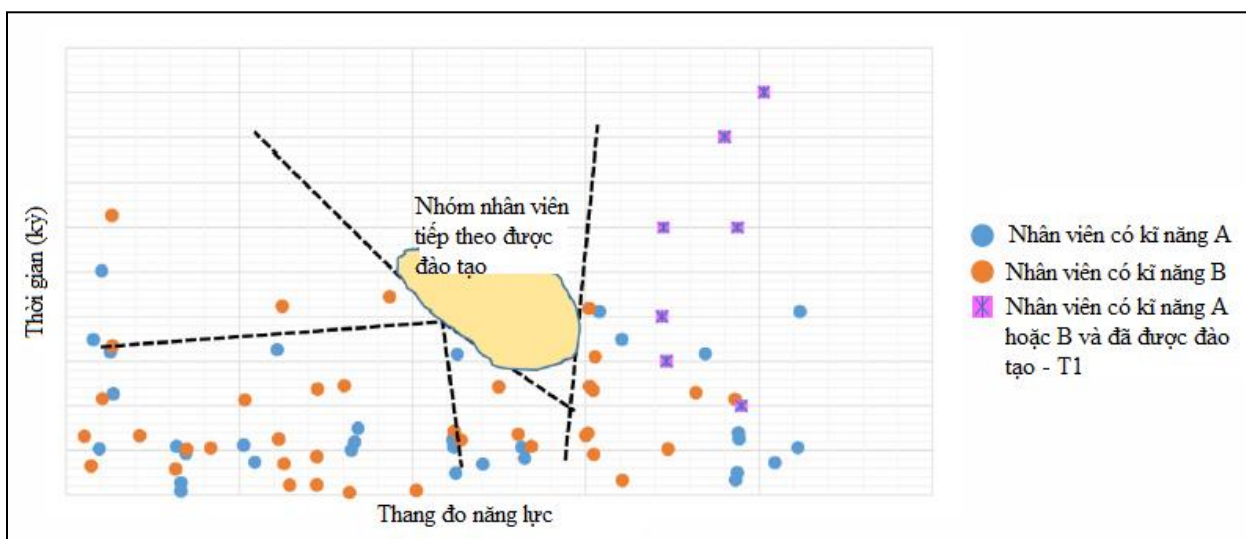 Thời gian (kỳ)
Nhóm nhân viên
tiếp theo được
đào tạo
Thang đo năng lực
Nhân viên có kĩ năng A
Nhân viên có kĩ năng B
Nhân viên có kĩ năng A
hoặc B và đã được đào
tạo - T1